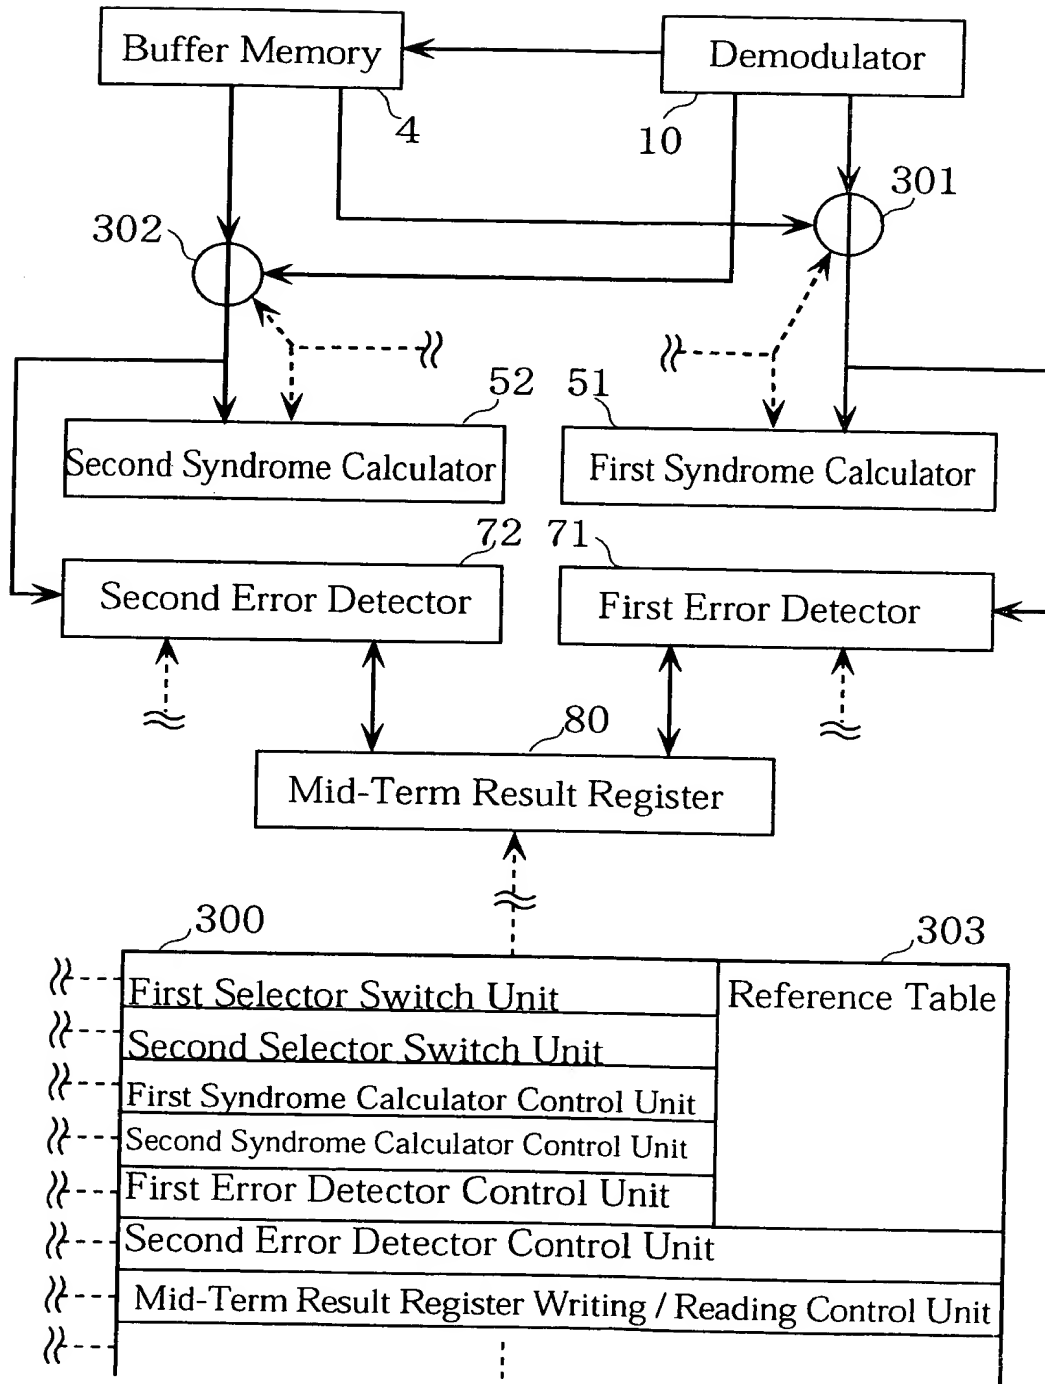 Buffer Memory
Demodulator
4
10
301
302
52
51
Second Syndrome Calculator
First Syndrome Calculator
72
71
Second Error Detector
First Error Detector
80
Mid-Term Result Register
300
303
First Selector Switch Unit
Reference Table
Second Selector Switch Unit
First Syndrome Calculator Control Unit
Second Syndrome Calculator Control Unit
First Error Detector Control Unit
Second Error Detector Control Unit
Mid-Term Result Register Writing / Reading Control Unit